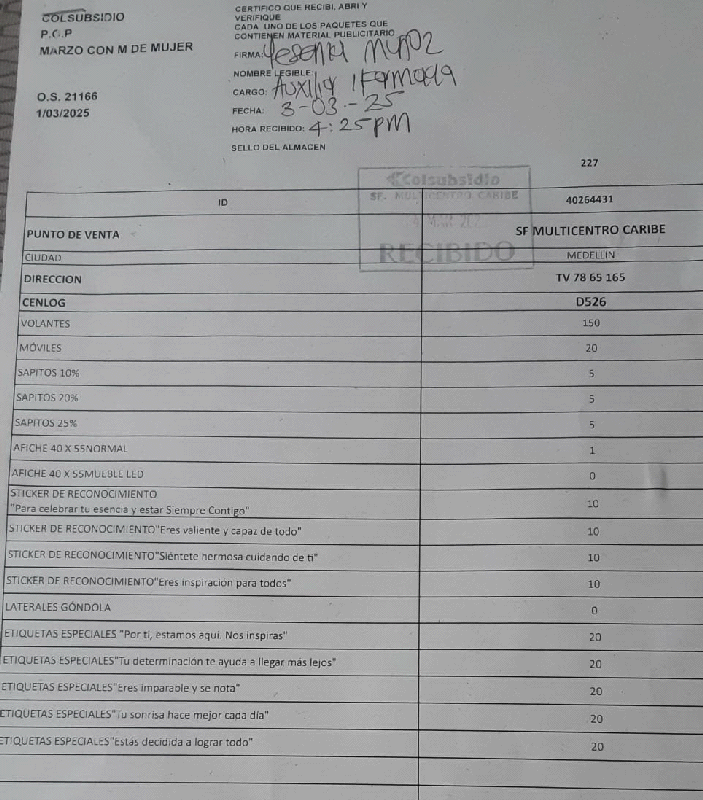 COLSUBSIDIO
P.O.P
MARZO CON M DE MUJER
O.S. 21166
1/03/2025
CERTIFICO QUE RECIBI, ABRI Y
VERIFIQUE
CADA UNO DE LOS PAQUETES QUE
CONTIENEN MATERIAL PUBLICITARIO
FIRMA: Yesenia Muñoz
NOMBRE LEGIBLE
CARGO: Auxiliar
FECHA: 3-03-25
HORA RECIBIDO: 4:25pm
SELLO DEL ALMACEN
Colsubsidio
SF. MULTICENTRO CARIBE
RECIBIDO
227
ID 40264431
PUNTO DE VENTA SF MULTICENTRO CARIBE
CIUDAD MEDELLIN
DIRECCION TV 78 65 165
CENLOG D526
VOLANTES 150
MÓVILES 20
SAPITOS 10% 5
SAPITOS 20% 5
SAPITOS 25% 5
AFICHE 40 X 55NORMAL 1
AFICHE 40 X 55MUEBLE LED 0
STICKER DE RECONOCIMIENTO
"Para celebrar tu esencia y estar Siempre Contigo" 10
STICKER DE RECONOCIMIENTO"Eres valiente y capaz de todo" 10
STICKER DE RECONOCIMIENTO"Siéntete hermosa cuidando de ti" 10
STICKER DE RECONOCIMIENTO"Eres inspiración para todos" 10
LATERALES GÓNDOLA 0
ETIQUETAS ESPECIALES "Por ti, estamos aquí. Nos inspiras" 20
ETIQUETAS ESPECIALES"Tu determinación te ayuda a llegar más lejos" 20
ETIQUETAS ESPECIALES"Eres imparable y se nota" 20
ETIQUETAS ESPECIALES"Tu sonrisa hace mejor cada día" 20
ETIQUETAS ESPECIALES"Estás decidida a lograr todo" 20